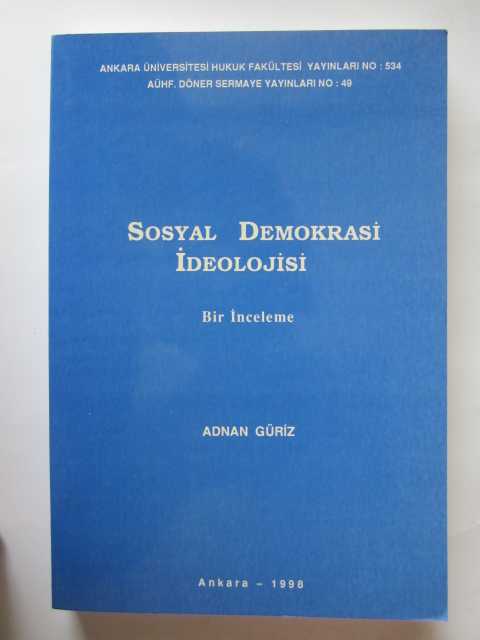 ANKARA ÜNİVERSİTESİ HUKUK FAKÜLTESİ YAYINLARI NO : 534
AÜHF. DÖNER SERMAYE YAYINLARI NO : 49
SOSYAL DEMOKRASİ
İDEOLOJİSİ
Bir İnceleme
ADNAN GÜRİZ
Ankara – 1998